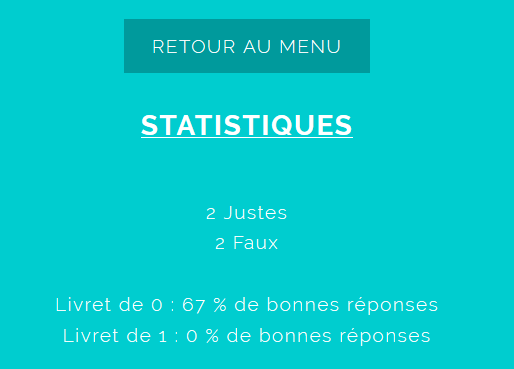 RETOUR AU MENU
STATISTIQUES
2 Justes
2 Faux
Livret de 0 : 67 % de bonnes réponses
Livret de 1 : 0 % de bonnes réponses